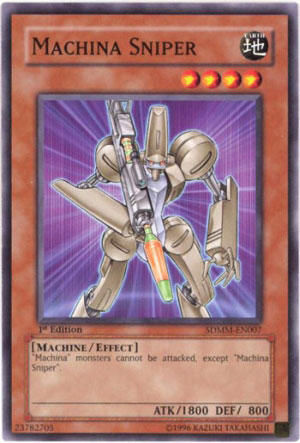 MACHINA SNIPER
EARTH
地
1st Edition
SDMM-EN007
[MACHINE/EFFECT]
"Machina" monsters cannot be attacked, except "Machina
Sniper".
ATK/1800 DEF/ 800
23782705
©1996 KAZUKI TAKAHASHI